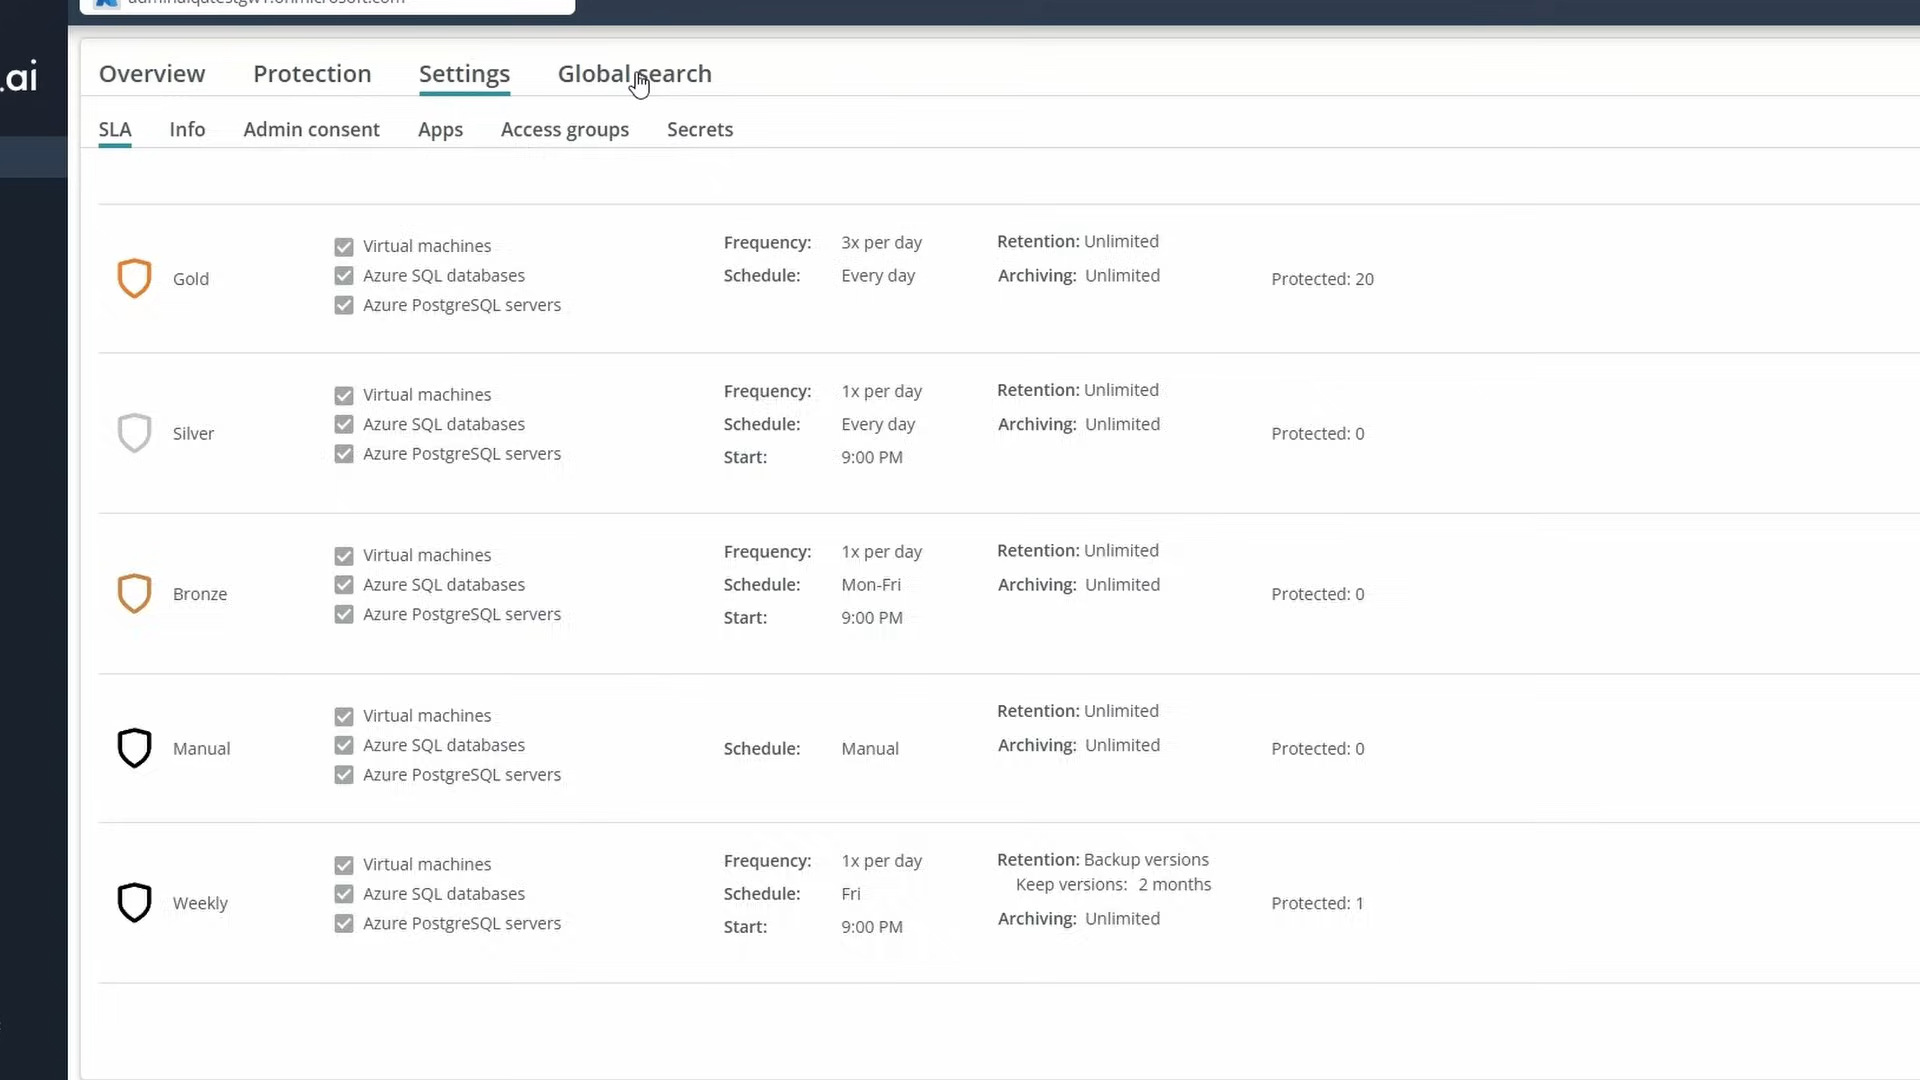 .ai
Overview Protection Settings Global search
SLA Info Admin consent Apps Access groups Secrets
Gold
Virtual machines
Azure SQL databases
Azure PostgreSQL servers
Frequency: 3x per day
Schedule: Every day
Retention: Unlimited
Archiving: Unlimited
Protected: 20
Silver
Virtual machines
Azure SQL databases
Azure PostgreSQL servers
Frequency: 1x per day
Schedule: Every day
Start: 9:00 PM
Retention: Unlimited
Archiving: Unlimited
Protected: 0
Bronze
Virtual machines
Azure SQL databases
Azure PostgreSQL servers
Frequency: 1x per day
Schedule: Mon-Fri
Start: 9:00 PM
Retention: Unlimited
Archiving: Unlimited
Protected: 0
Manual
Virtual machines
Azure SQL databases
Azure PostgreSQL servers
Schedule: Manual
Retention: Unlimited
Archiving: Unlimited
Protected: 0
Weekly
Virtual machines
Azure SQL databases
Azure PostgreSQL servers
Frequency: 1x per day
Schedule: Fri
Start: 9:00 PM
Retention: Backup versions
Keep versions: 2 months
Archiving: Unlimited
Protected: 1